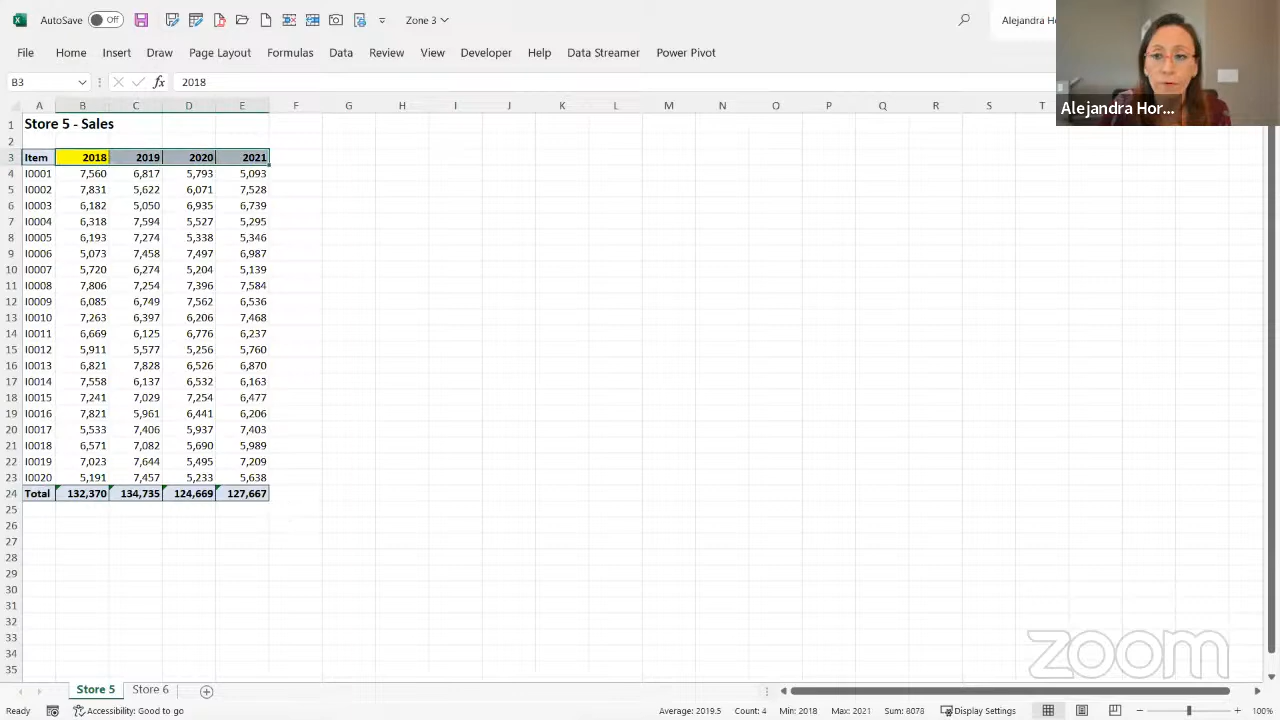 AutoSave Off Zone 3 Alejandra Ho
File Home Insert Draw Page Layout Formulas Data Review View Developer Help Data Streamer Power Pivot
B3 fx 2018
Alejandra Hor...
A B C D E F G H I J K L M N O P Q R S T
1 Store 5 - Sales
2
3 Item 2018 2019 2020 2021
4 I0001 7,560 6,817 5,793 5,093
5 I0002 7,831 5,622 6,071 7,528
6 I0003 6,182 5,050 6,935 6,739
7 I0004 6,318 7,594 5,527 5,295
8 I0005 6,193 7,274 5,338 5,346
9 I0006 5,073 7,458 7,497 6,987
10 I0007 5,720 6,274 5,204 5,139
11 I0008 7,806 7,254 7,396 7,584
12 I0009 6,085 6,749 7,562 6,536
13 I0010 7,263 6,397 6,206 7,468
14 I0011 6,669 6,125 6,776 6,237
15 I0012 5,911 5,577 5,256 5,760
16 I0013 6,821 7,828 6,526 6,870
17 I0014 7,558 6,137 6,532 6,163
18 I0015 7,241 7,029 7,254 6,477
19 I0016 7,821 5,961 6,441 6,206
20 I0017 5,533 7,406 5,937 7,403
21 I0018 6,571 7,082 5,690 5,989
22 I0019 7,023 7,644 5,495 7,209
23 I0020 5,191 7,457 5,233 5,638
24 Total 132,370 134,735 124,669 127,667
25
26
27
28
29
30
31
32
33
34
35
zoom
Store 5 Store 6
Ready Accessibility: Good to go Average: 2019.5 Count: 4 Min: 2018 Max: 2021 Sum: 8078 Display Settings 100%